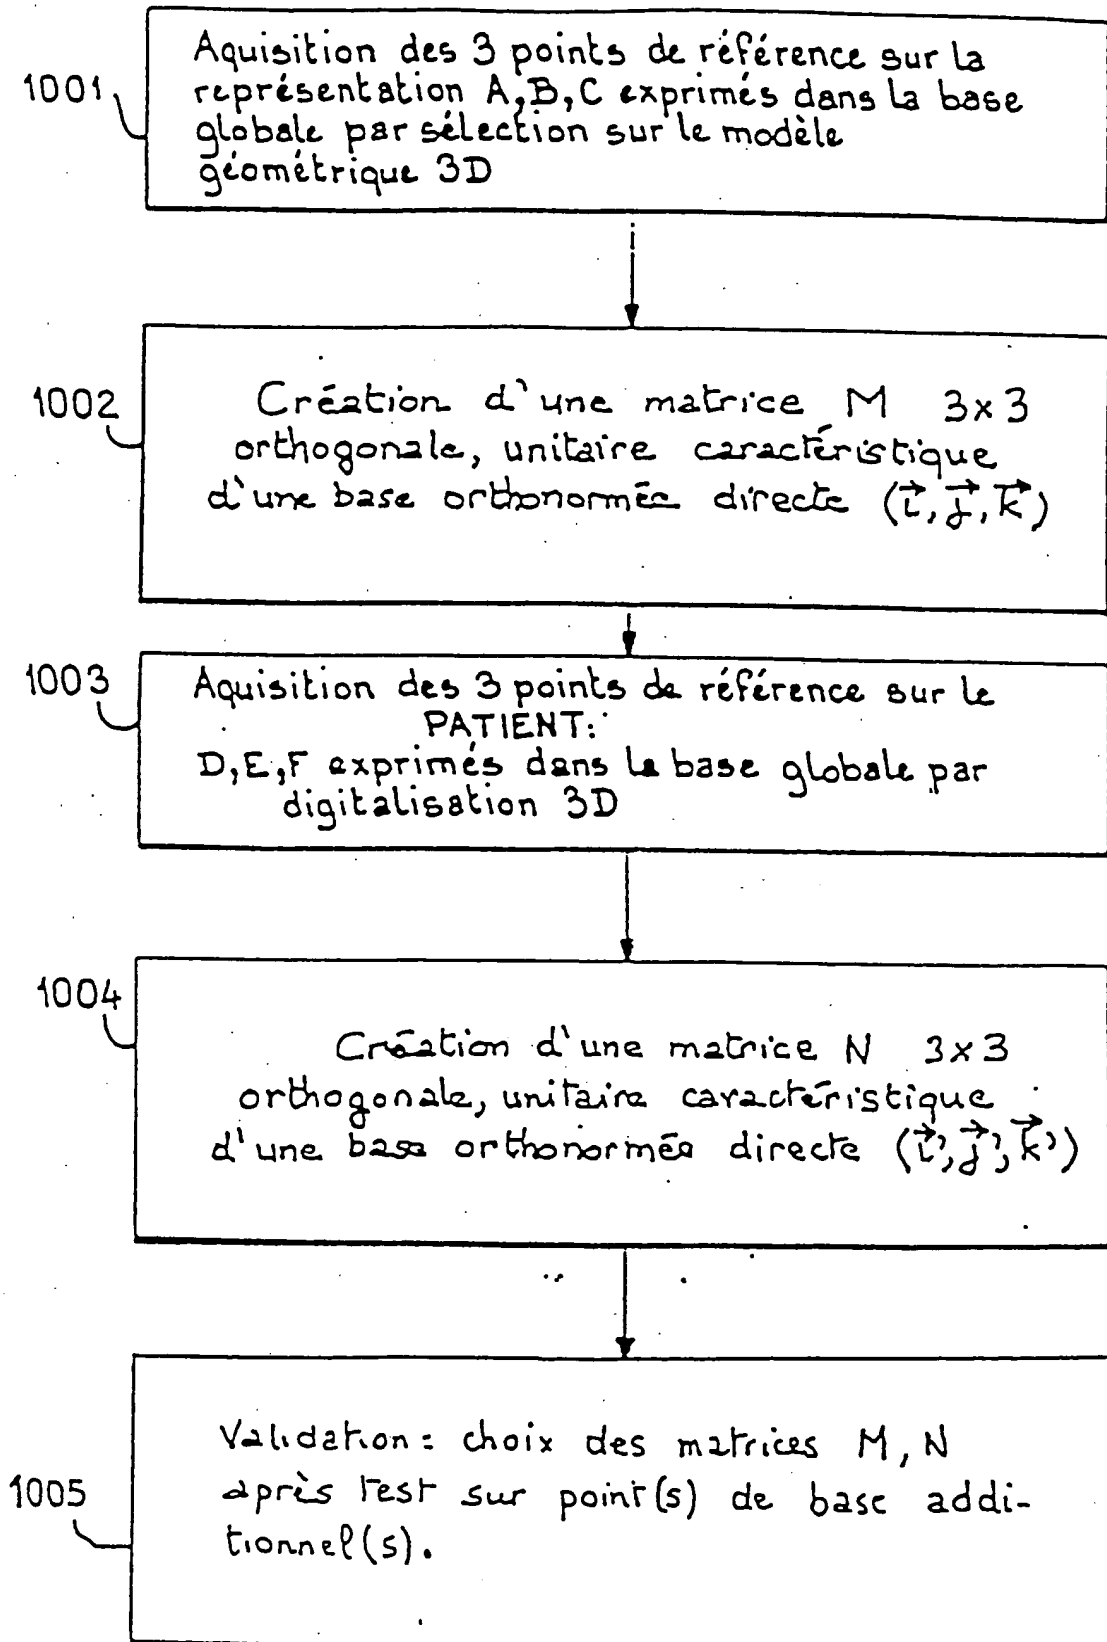 1001
Aquisition des 3 points de référence sur la
représentation A,B,C exprimés dans la base
globale par sélection sur le modèle
géométrique 3D
1002
Création d'une matrice M 3x3
orthogonale, unitaire caractéristique
d'une base orthonormée directe (i⃗, j⃗, k⃗)
1003
Aquisition des 3 points de référence sur le
PATIENT:
D,E,F exprimés dans la base globale par
digitalisation 3D
1004
Création d'une matrice N 3x3
orthogonale, unitaire caractéristique
d'une base orthonormée directe (i⃗', j⃗', k⃗')
1005
Validation: choix des matrices M, N
après test sur point(s) de base addi-
tionnel(s).